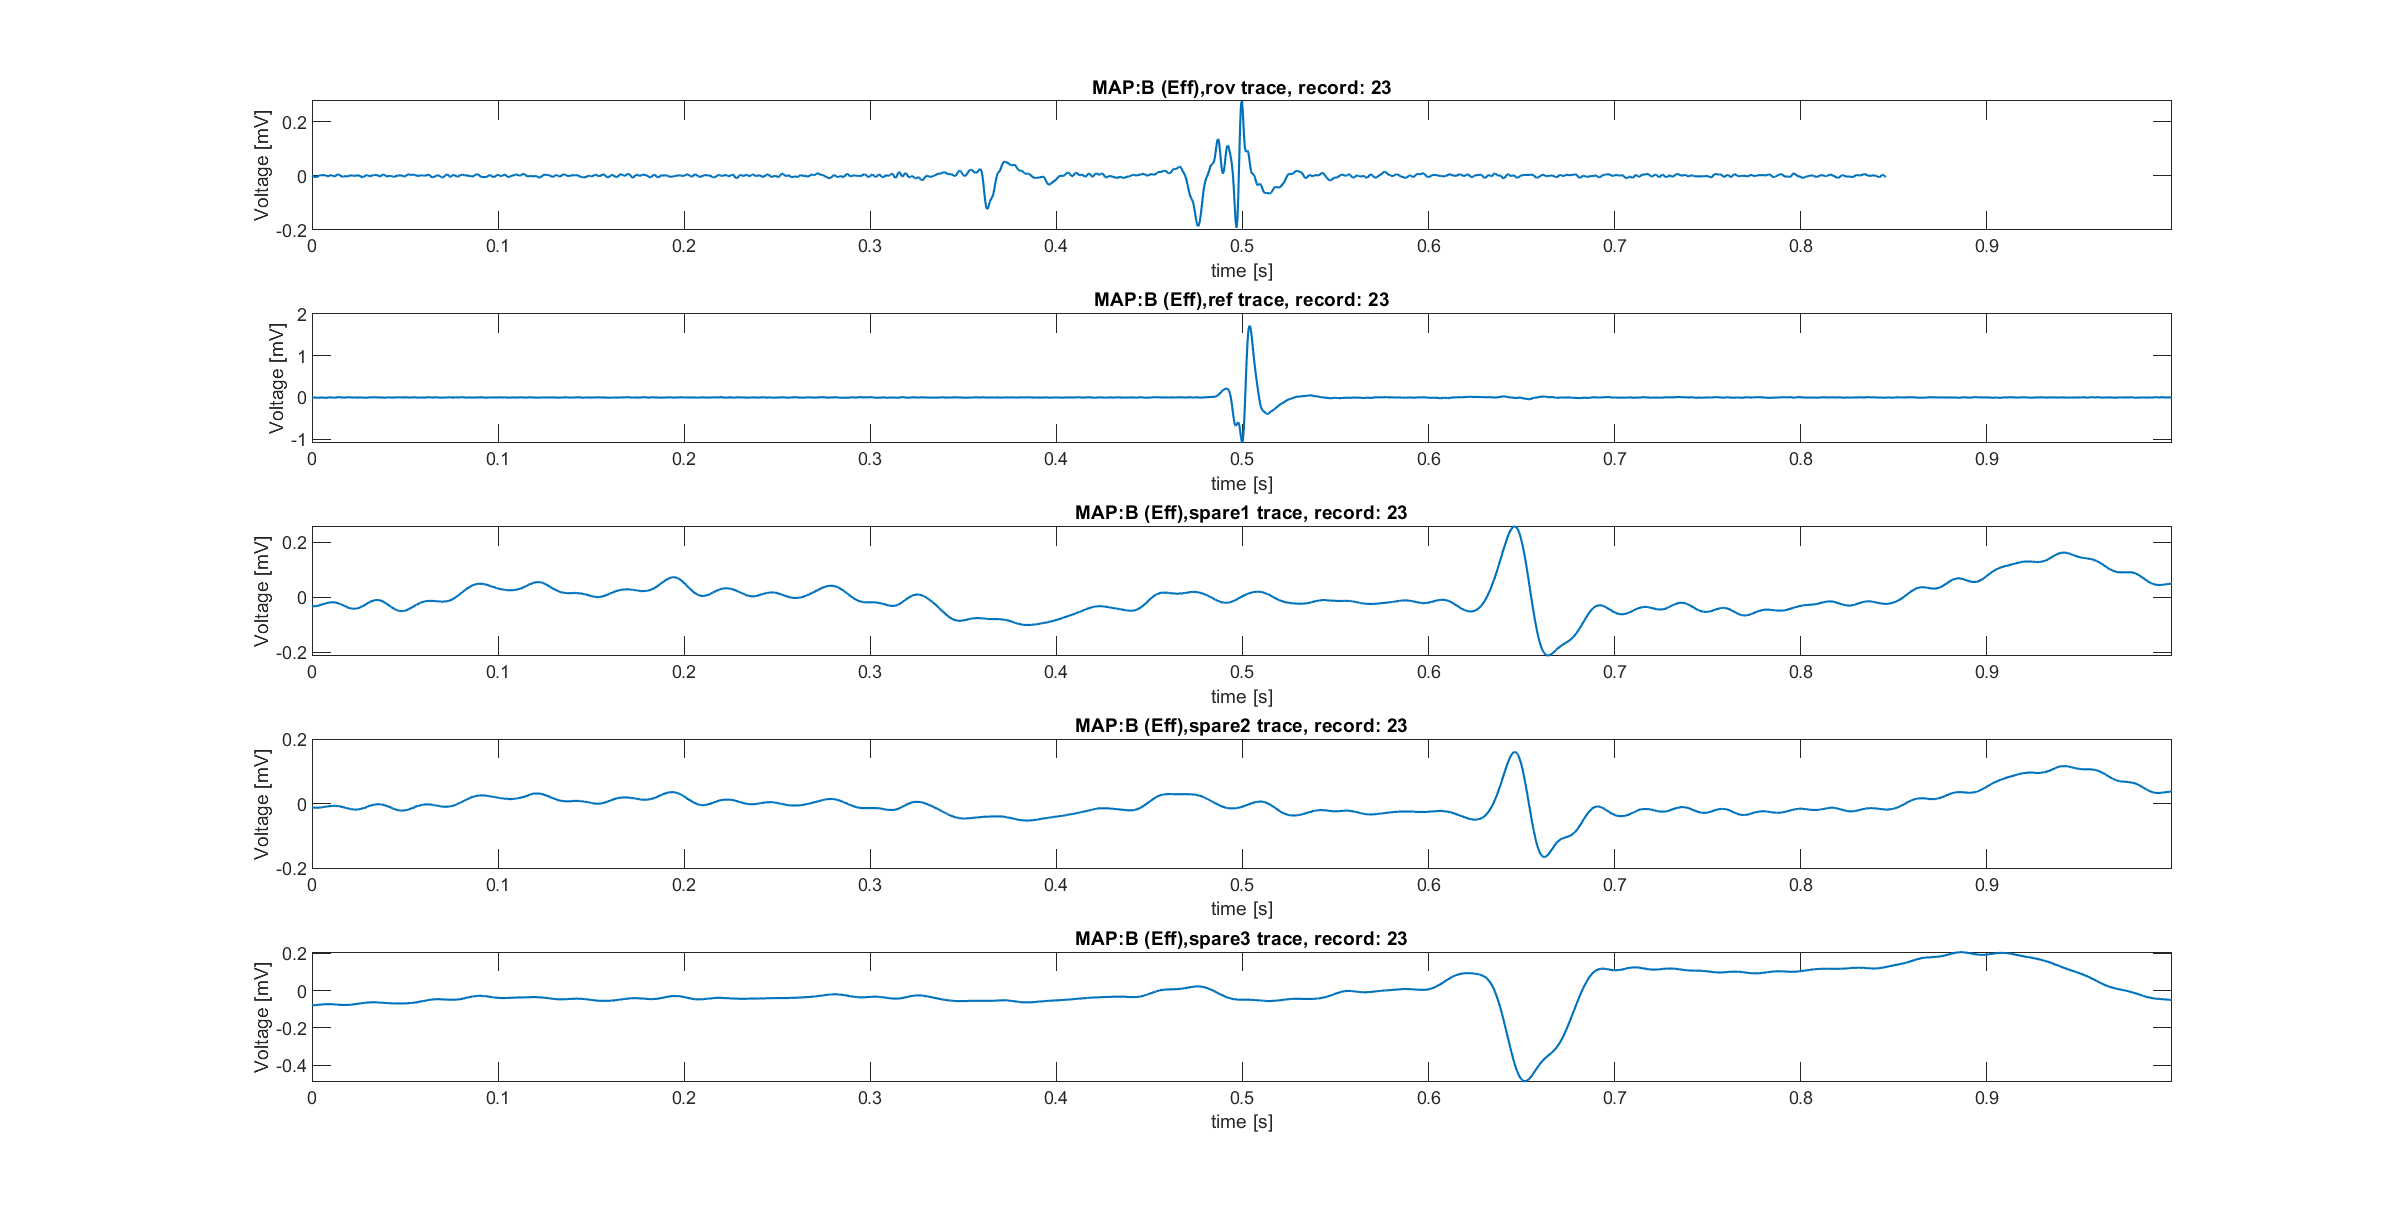 MAP:B (Eff),rov trace, record: 23
Voltage [mV]
0.2
0
-0.2
0 0.1 0.2 0.3 0.4 0.5 0.6 0.7 0.8 0.9
time [s]
MAP:B (Eff),ref trace, record: 23
Voltage [mV]
2
1
0
-1
0 0.1 0.2 0.3 0.4 0.5 0.6 0.7 0.8 0.9
time [s]
MAP:B (Eff),spare1 trace, record: 23
Voltage [mV]
0.2
0
-0.2
0 0.1 0.2 0.3 0.4 0.5 0.6 0.7 0.8 0.9
time [s]
MAP:B (Eff),spare2 trace, record: 23
Voltage [mV]
0.2
0
-0.2
0 0.1 0.2 0.3 0.4 0.5 0.6 0.7 0.8 0.9
time [s]
MAP:B (Eff),spare3 trace, record: 23
Voltage [mV]
0.2
0
-0.2
-0.4
0 0.1 0.2 0.3 0.4 0.5 0.6 0.7 0.8 0.9
time [s]